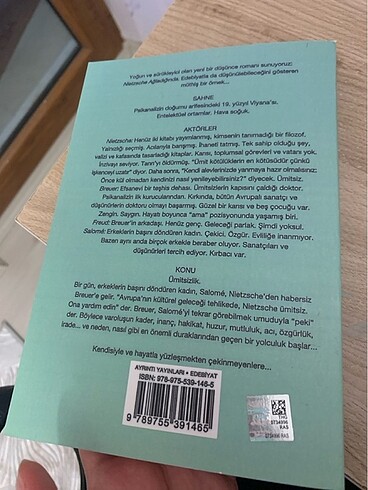 Yoğun ve sürükleyici olan yeni bir düşünce romanı sunuyoruz:
Nietzsche Ağladığında. Edebiyatla da düşünülebileceğini gösteren
müthiş bir örnek...
SAHNE
Psikanalizin doğumu arifesindeki 19. yüzyıl Viyana'sı.
Entelektüel ortamlar. Hava soğuk.
AKTÖRLER
Nietzsche: Henüz iki kitabı yayımlanmış, kimsenin tanımadığı bir filozof.
Yalnızlığı seçmiş. Acılarıyla barışmış. İhaneti tatmış. Tek sahip olduğu şey,
valizi ve kafasında tasarladığı kitaplar. Karısı, toplumsal görevleri ve vatanı yok.
İnzivayı seviyor. Tanrı'yı öldürmüş. "Ümit kötülüklerin en kötüsüdür çünkü
işkenceyi uzatır" diyor. Daha sonra, "Kendi alevlerinizde yanmaya hazır olmalısınız:
Önce kül olmadan kendinizi nasıl yenileyebilirsiniz?" diyecek. Ümitsiz.
Breuer: Efsanevi bir teşhis dehası. Ümitsizlerin kapısını çaldığı doktor.
Psikanalizin ilk kurucularından. Kırkında, bütün Avrupalı sanatçı ve
düşünürlerin doktoru olmayı başarmış. Güzel bir karısı ve beş çocuğu var.
Zengin. Saygın. Hayatı boyunca "ama" pozisyonunda yaşamış biri.
Freud: Breuer'in arkadaşı. Henüz genç. Geleceği parlak. Şimdi yoksul.
Salomé: Erkeklerin başını döndüren kadın. Çekici. Özgür. Evliliğe inanmıyor.
Bazen aynı anda birçok erkekle beraber oluyor. Sanatçıları ve
düşünürleri tercih ediyor. Kırbacı var.
KONU
Ümitsizlik.
Bir gün, erkeklerin başını döndüren kadın, Salomé, Nietzsche'den habersiz
Breuer'e gelir. "Avrupa'nın kültürel geleceği tehlikede, Nietzsche ümitsiz.
Ona yardım edin" der. Breuer, Salomé'yi tekrar görebilmek umuduyla "peki"
der. Böylece varoluşun kader, inanç, hakikat, huzur, mutluluk, acı, özgürlük,
irade... ve neden, nasıl gibi en önemli duraklarından geçen bir yolculuk başlar...
Kendisiyle ve hayatla yüzleşmekten çekinmeyenlere...
AYRINTI YAYINLARI • EDEBİYAT
ISBN: 978-975-539-146-5
9 789755 391465